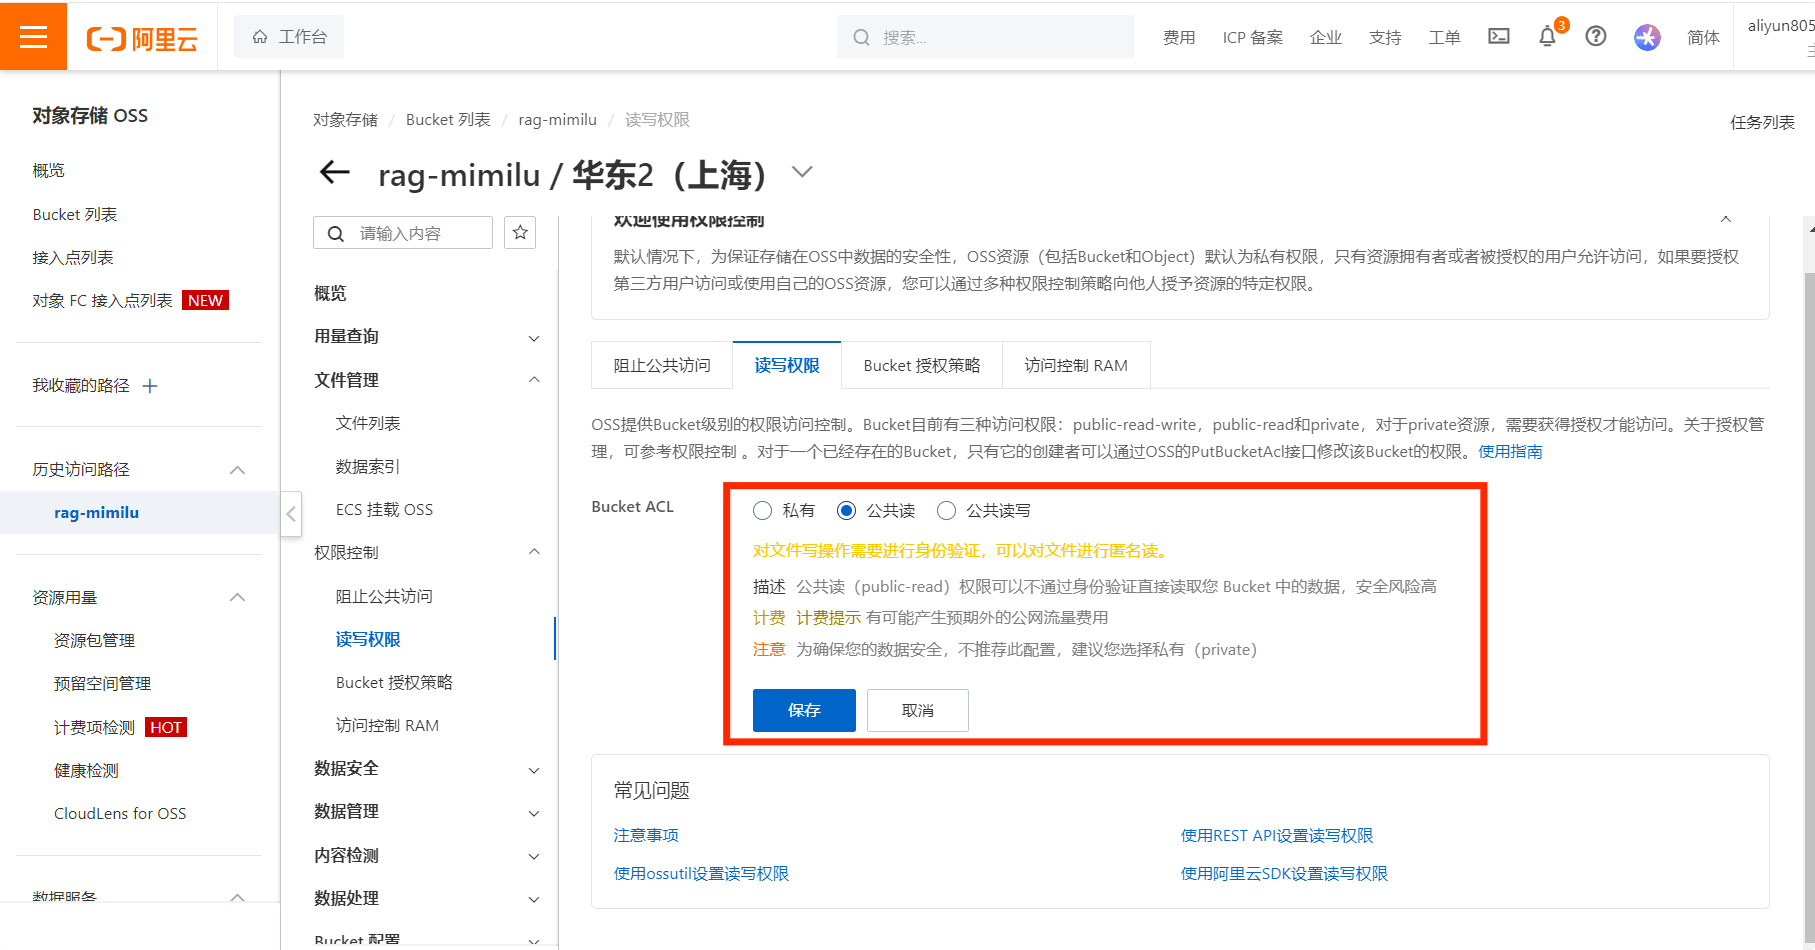 阿里云
工作台
搜索...
费用
ICP 备案
企业
支持
工单
3
简体
aliyun805
对象存储 OSS
概览
Bucket 列表
接入点列表
对象 FC 接入点列表 NEW
我收藏的路径
历史访问路径
rag-mimilu
资源用量
资源包管理
预留空间管理
计费项检测 HOT
健康检测
CloudLens for OSS
数据服务
对象存储 / Bucket 列表 / rag-mimilu / 读写权限
任务列表
rag-mimilu / 华东2（上海）
请输入内容
概览
用量查询
文件管理
文件列表
数据索引
ECS 挂载 OSS
权限控制
阻止公共访问
读写权限
Bucket 授权策略
访问控制 RAM
数据安全
数据管理
内容检测
数据处理
Bucket 配置
欢迎使用权限控制
默认情况下，为保证存储在OSS中数据的安全性，OSS资源（包括Bucket和Object）默认为私有权限，只有资源拥有者或者被授权的用户允许访问，如果要授权
第三方用户访问或使用自己的OSS资源，您可以通过多种权限控制策略向他人授予资源的特定权限。
阻止公共访问
读写权限
Bucket 授权策略
访问控制 RAM
OSS提供Bucket级别的权限访问控制。Bucket目前有三种访问权限：public-read-write，public-read和private，对于private资源，需要获得授权才能访问。关于授权管
理，可参考权限控制 。对于一个已经存在的Bucket，只有它的创建者可以通过OSS的PutBucketAcl接口修改该Bucket的权限。使用指南
Bucket ACL
私有
公共读
公共读写
对文件写操作需要进行身份验证，可以对文件进行匿名读。
描述 公共读（public-read）权限可以不通过身份验证直接读取您 Bucket 中的数据，安全风险高
计费 计费提示 有可能产生预期外的公网流量费用
注意 为确保您的数据安全，不推荐此配置，建议您选择私有（private）
保存
取消
常见问题
注意事项
使用REST API设置读写权限
使用ossutil设置读写权限
使用阿里云SDK设置读写权限